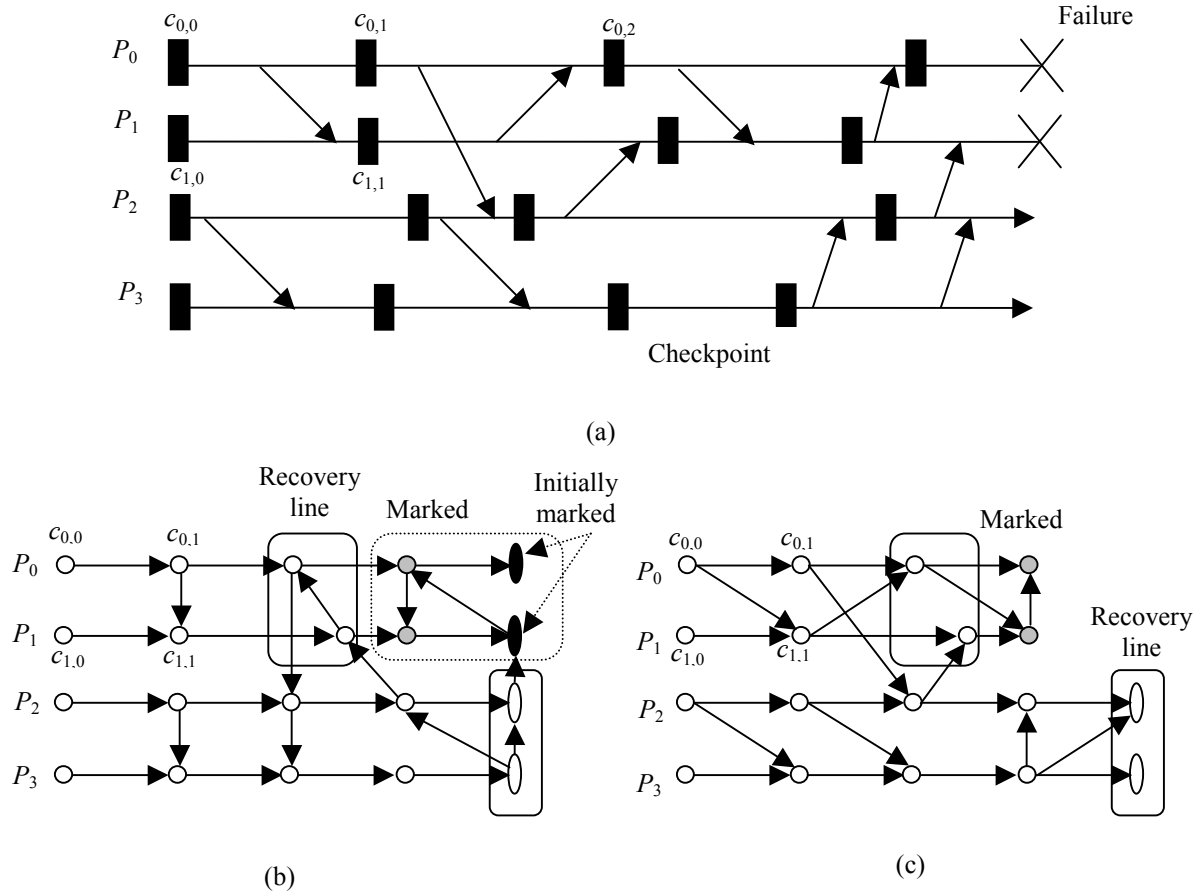 c0,0 c0,1 c0,2 Failure
P0
P1
c1,0 c1,1
P2
P3
Checkpoint
(a)
Recovery
line
Marked
Initially
marked
c0,0 c0,1
P0
P1
c1,0 c1,1
P2
P3
(b)
Marked
c0,0 c0,1
P0
P1
Recovery
line
c1,0 c1,1
P2
P3
(c)